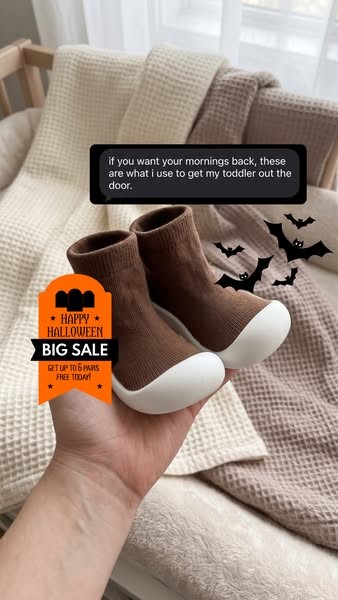 if you want your mornings back, these
are what i use to get my toddler out the
door.
HAPPY
HALLOWEEN
BIG SALE
GET UP TO 6 PAIRS
FREE TODAY!